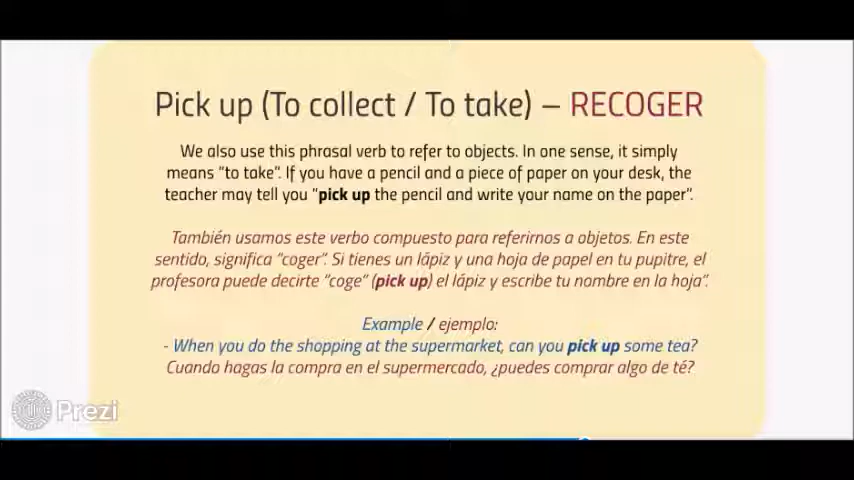 Pick up (To collect / To take) – RECOGER
We also use this phrasal verb to refer to objects. In one sense, it simply
means "to take". If you have a pencil and a piece of paper on your desk, the
teacher may tell you "pick up the pencil and write your name on the paper".
También usamos este verbo compuesto para referirnos a objetos. En este
sentido, significa "coger". Si tienes un lápiz y una hoja de papel en tu pupitre, el
profesora puede decirte "coge" (pick up) el lápiz y escribe tu nombre en la hoja".
Example / ejemplo:
- When you do the shopping at the supermarket, can you pick up some tea?
Cuando hagas la compra en el supermercado, ¿puedes comprar algo de té?
Prezi